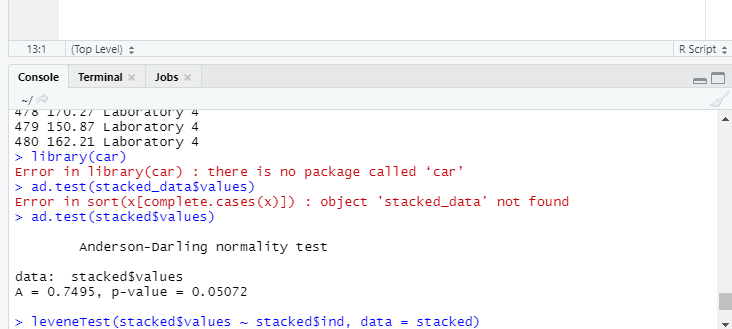 13:1 (Top Level) R Script
Console Terminal Jobs
~/
478 170.27 Laboratory 4
479 150.87 Laboratory 4
480 162.21 Laboratory 4
> library(car)
Error in library(car) : there is no package called ‘car’
> ad.test(stacked_data$values)
Error in sort(x[complete.cases(x)]) : object 'stacked_data' not found
> ad.test(stacked$values)
Anderson-Darling normality test
data: stacked$values
A = 0.7495, p-value = 0.05072
> leveneTest(stacked$values ~ stacked$ind, data = stacked)